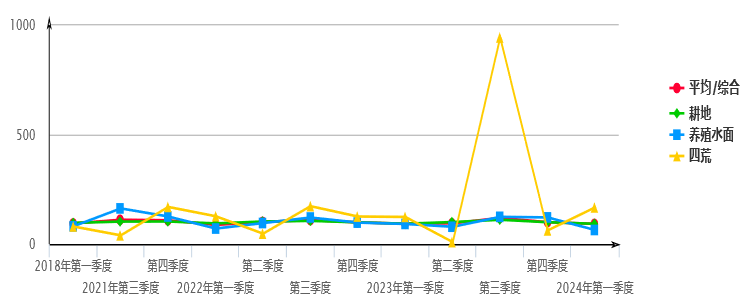 1000
500
0
平均/综合
耕地
养殖水面
四荒
2018年第一季度
第四季度
第二季度
第四季度
第二季度
第四季度
2021年第三季度
2022年第一季度
第三季度
2023年第一季度
第三季度
2024年第一季度